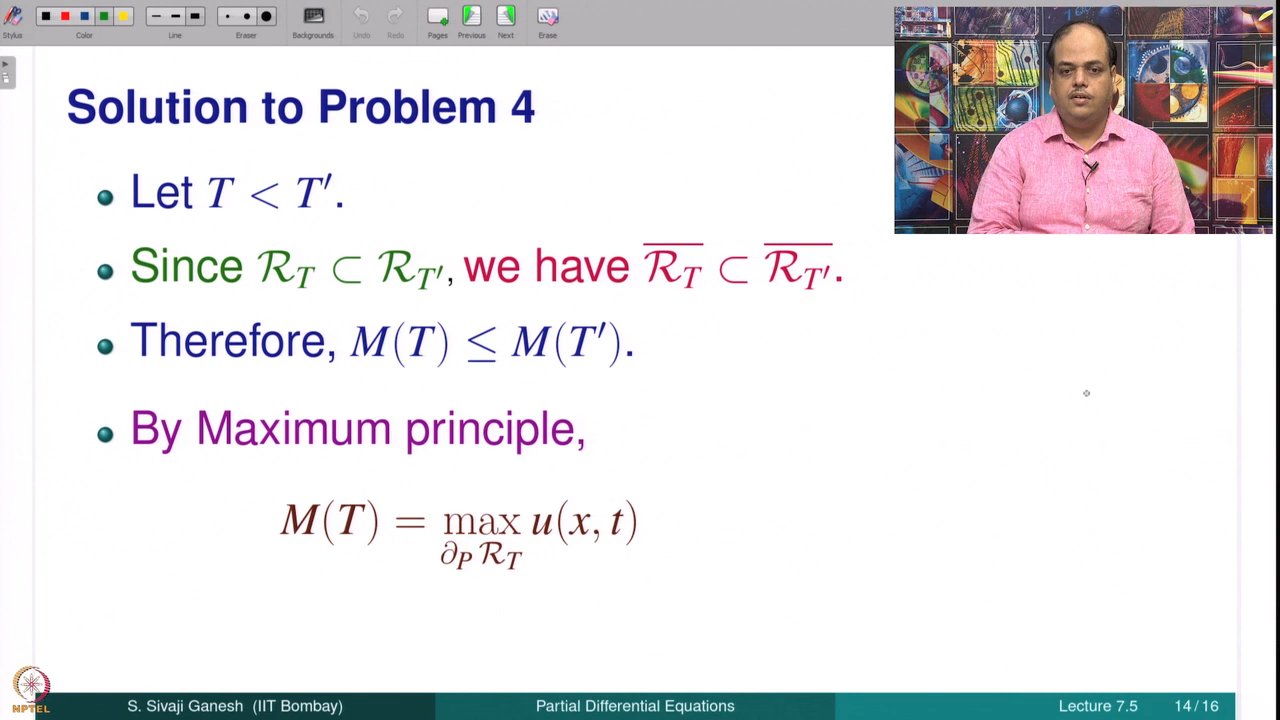 Stylus
Color
Line
Eraser
Backgrounds
Undo
Redo
Pages
Previous
Next
Erase
Solution to Problem 4
Let T < T′.
Since ℛ_T ⊂ ℛ_{T′}, we have \overline{ℛ_T} ⊂ \overline{ℛ_{T′}}.
Therefore, M(T) ≤ M(T′).
By Maximum principle,
M(T) = max_{∂_P ℛ_T} u(x, t)
NPTEL
S. Sivaji Ganesh (IIT Bombay) Partial Differential Equations Lecture 7.5 14/16